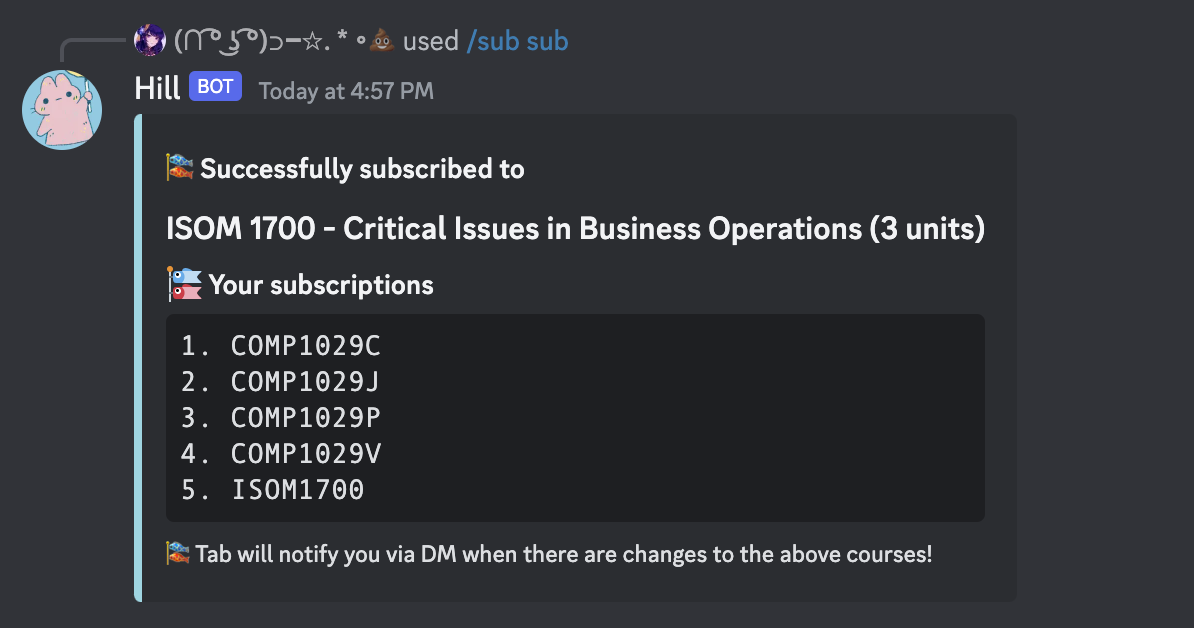 ( ͡° ͜ʖ ͡°)⊃━☆. * ∘💩 used /sub sub
Hill BOT Today at 4:57 PM
🎏 Successfully subscribed to
ISOM 1700 - Critical Issues in Business Operations (3 units)
🎏 Your subscriptions
1. COMP1029C
2. COMP1029J
3. COMP1029P
4. COMP1029V
5. ISOM1700
🎏 Tab will notify you via DM when there are changes to the above courses!